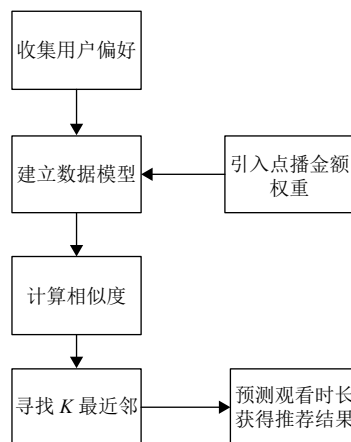 收集用户偏好
建立数据模型
引入点播金额
权重
计算相似度
寻找 K 最近邻
预测观看时长
获得推荐结果